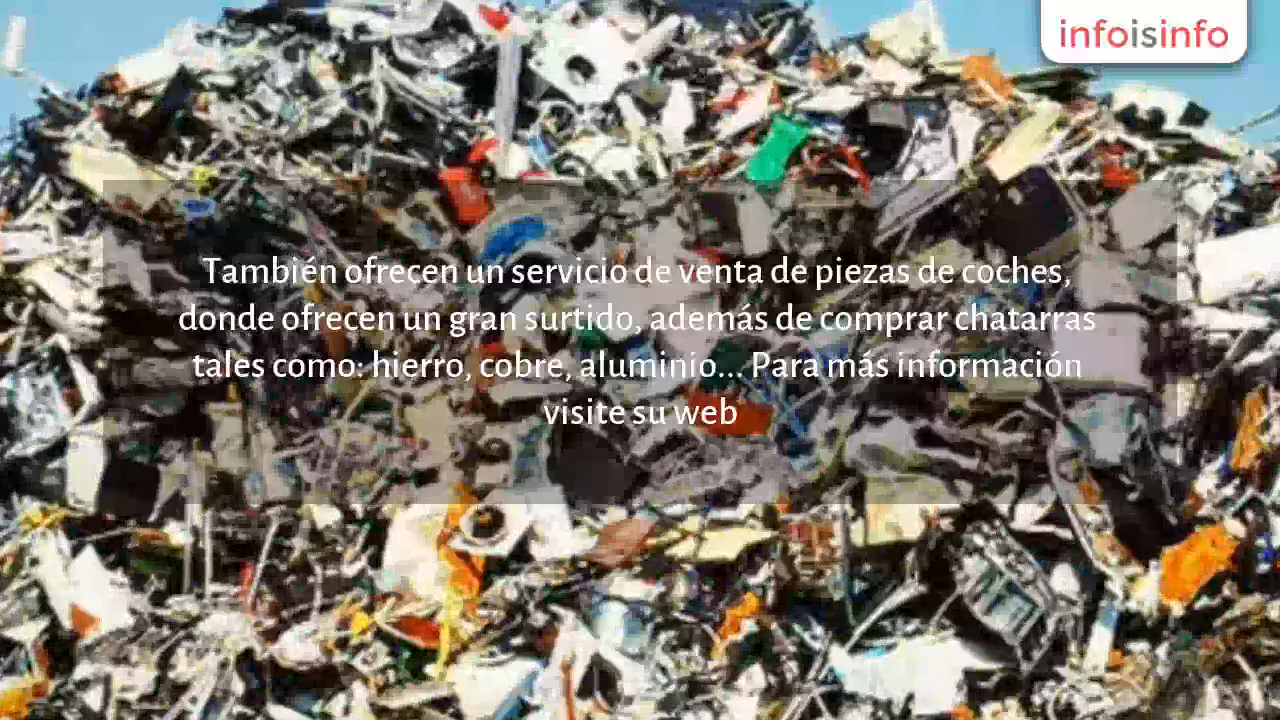 infoisinfo
También ofrecen un servicio de venta de piezas de coches,
donde ofrecen un gran surtido, además de comprar chatarras
tales como: hierro, cobre, aluminio... Para más información
visite su web